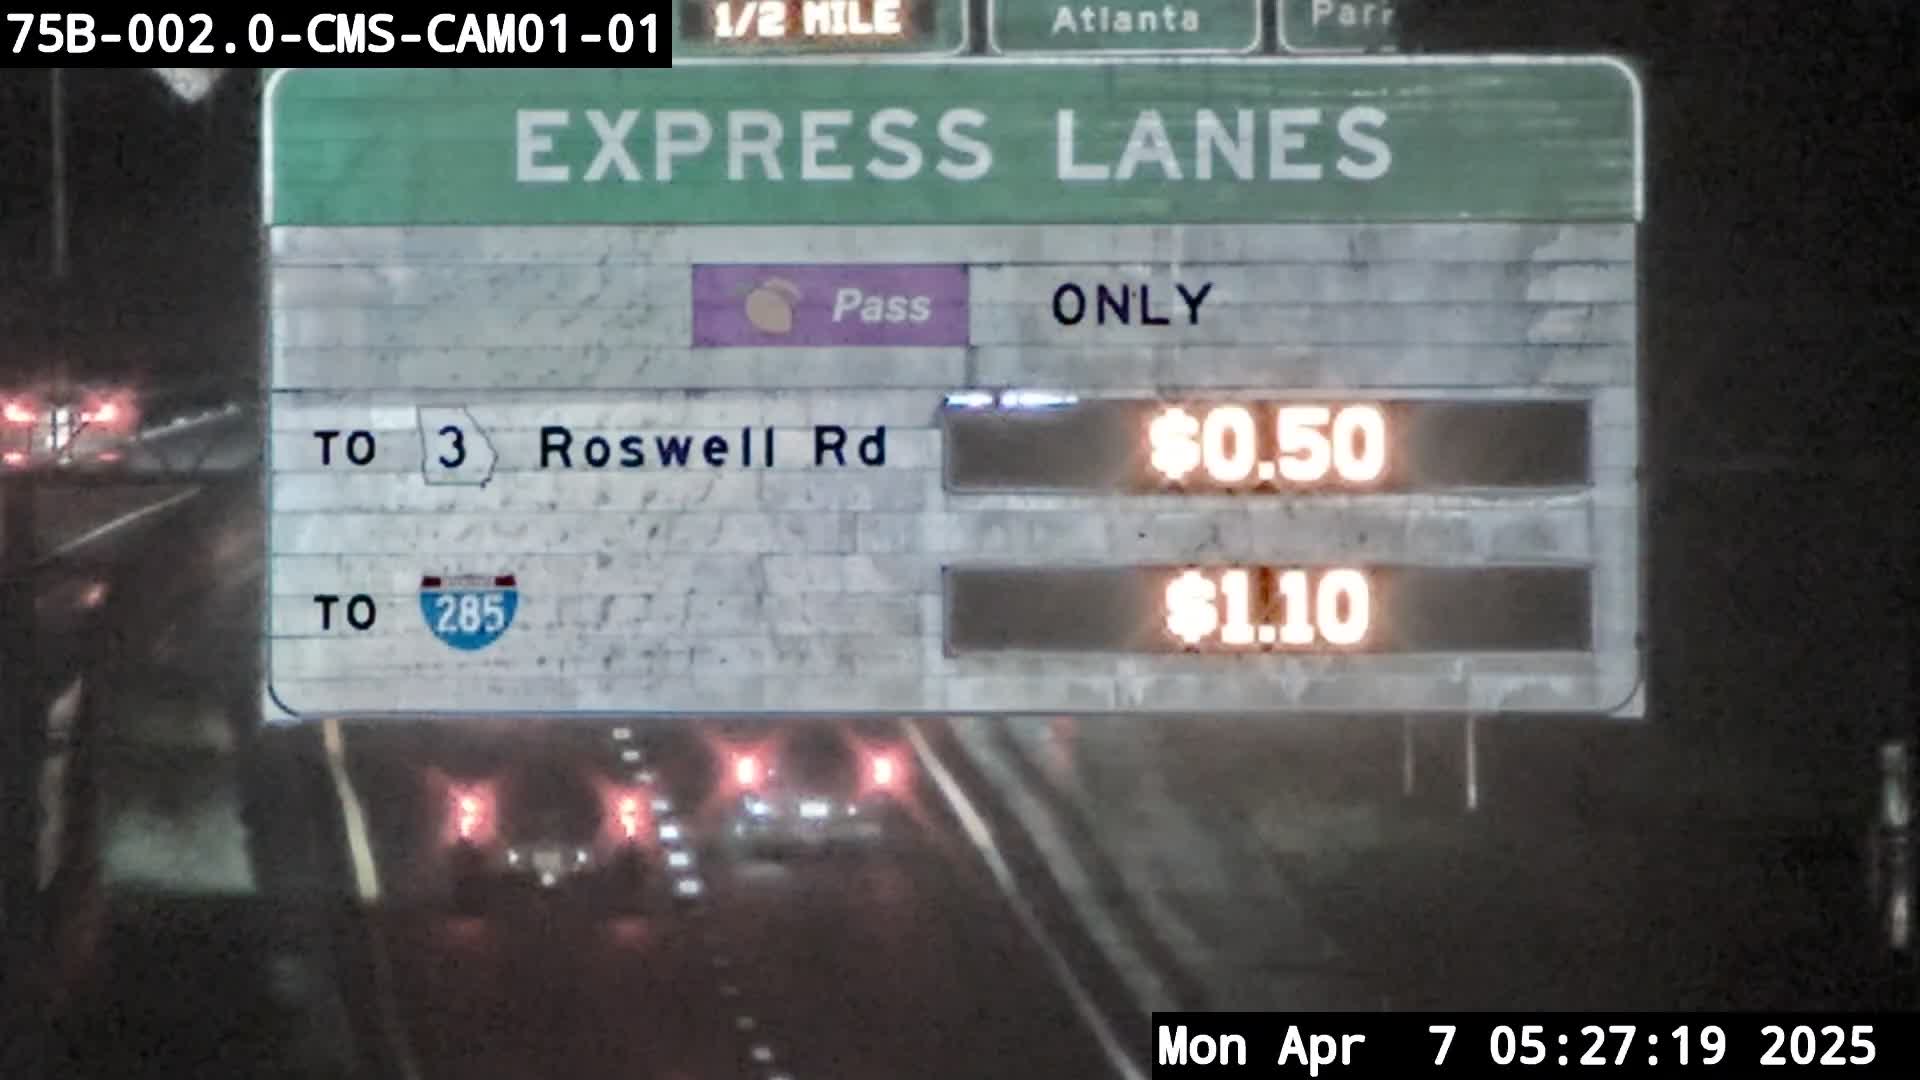 75B-002.0-CMS-CAM01-01
1/2 MILE
Atlanta
EXPRESS LANES
Pass ONLY
TO 3 Roswell Rd $0.50
TO 285 $1.10
Mon Apr 7 05:27:19 2025